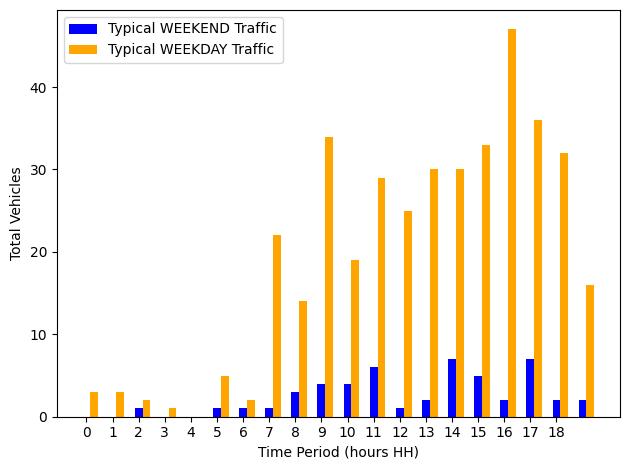 Typical WEEKEND Traffic
Typical WEEKDAY Traffic
40
30
20
10
0
Total Vehicles
0 1 2 3 4 5 6 7 8 9 10 11 12 13 14 15 16 17 18
Time Period (hours HH)